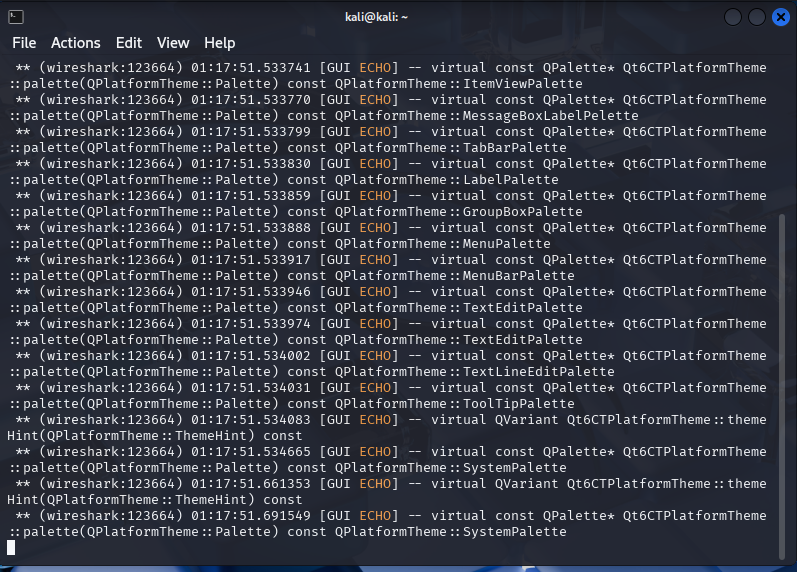 kali@kali: ~
File Actions Edit View Help
** (wireshark:123664) 01:17:51.533741 [GUI ECHO] -- virtual const QPalette* Qt6CTPlatformTheme
::palette(QPlatformTheme::Palette) const QPlatformTheme::ItemViewPalette
** (wireshark:123664) 01:17:51.533770 [GUI ECHO] -- virtual const QPalette* Qt6CTPlatformTheme
::palette(QPlatformTheme::Palette) const QPlatformTheme::MessageBoxLabelPelette
** (wireshark:123664) 01:17:51.533799 [GUI ECHO] -- virtual const QPalette* Qt6CTPlatformTheme
::palette(QPlatformTheme::Palette) const QPlatformTheme::TabBarPalette
** (wireshark:123664) 01:17:51.533830 [GUI ECHO] -- virtual const QPalette* Qt6CTPlatformTheme
::palette(QPlatformTheme::Palette) const QPlatformTheme::LabelPalette
** (wireshark:123664) 01:17:51.533859 [GUI ECHO] -- virtual const QPalette* Qt6CTPlatformTheme
::palette(QPlatformTheme::Palette) const QPlatformTheme::GroupBoxPalette
** (wireshark:123664) 01:17:51.533888 [GUI ECHO] -- virtual const QPalette* Qt6CTPlatformTheme
::palette(QPlatformTheme::Palette) const QPlatformTheme::MenuPalette
** (wireshark:123664) 01:17:51.533917 [GUI ECHO] -- virtual const QPalette* Qt6CTPlatformTheme
::palette(QPlatformTheme::Palette) const QPlatformTheme::MenuBarPalette
** (wireshark:123664) 01:17:51.533946 [GUI ECHO] -- virtual const QPalette* Qt6CTPlatformTheme
::palette(QPlatformTheme::Palette) const QPlatformTheme::TextEditPalette
** (wireshark:123664) 01:17:51.533974 [GUI ECHO] -- virtual const QPalette* Qt6CTPlatformTheme
::palette(QPlatformTheme::Palette) const QPlatformTheme::TextEditPalette
** (wireshark:123664) 01:17:51.534002 [GUI ECHO] -- virtual const QPalette* Qt6CTPlatformTheme
::palette(QPlatformTheme::Palette) const QPlatformTheme::TextLineEditPalette
** (wireshark:123664) 01:17:51.534031 [GUI ECHO] -- virtual const QPalette* Qt6CTPlatformTheme
::palette(QPlatformTheme::Palette) const QPlatformTheme::ToolTipPalette
** (wireshark:123664) 01:17:51.534083 [GUI ECHO] -- virtual QVariant Qt6CTPlatformTheme::theme
Hint(QPlatformTheme::ThemeHint) const
** (wireshark:123664) 01:17:51.534665 [GUI ECHO] -- virtual const QPalette* Qt6CTPlatformTheme
::palette(QPlatformTheme::Palette) const QPlatformTheme::SystemPalette
** (wireshark:123664) 01:17:51.661353 [GUI ECHO] -- virtual QVariant Qt6CTPlatformTheme::theme
Hint(QPlatformTheme::ThemeHint) const
** (wireshark:123664) 01:17:51.691549 [GUI ECHO] -- virtual const QPalette* Qt6CTPlatformTheme
::palette(QPlatformTheme::Palette) const QPlatformTheme::SystemPalette